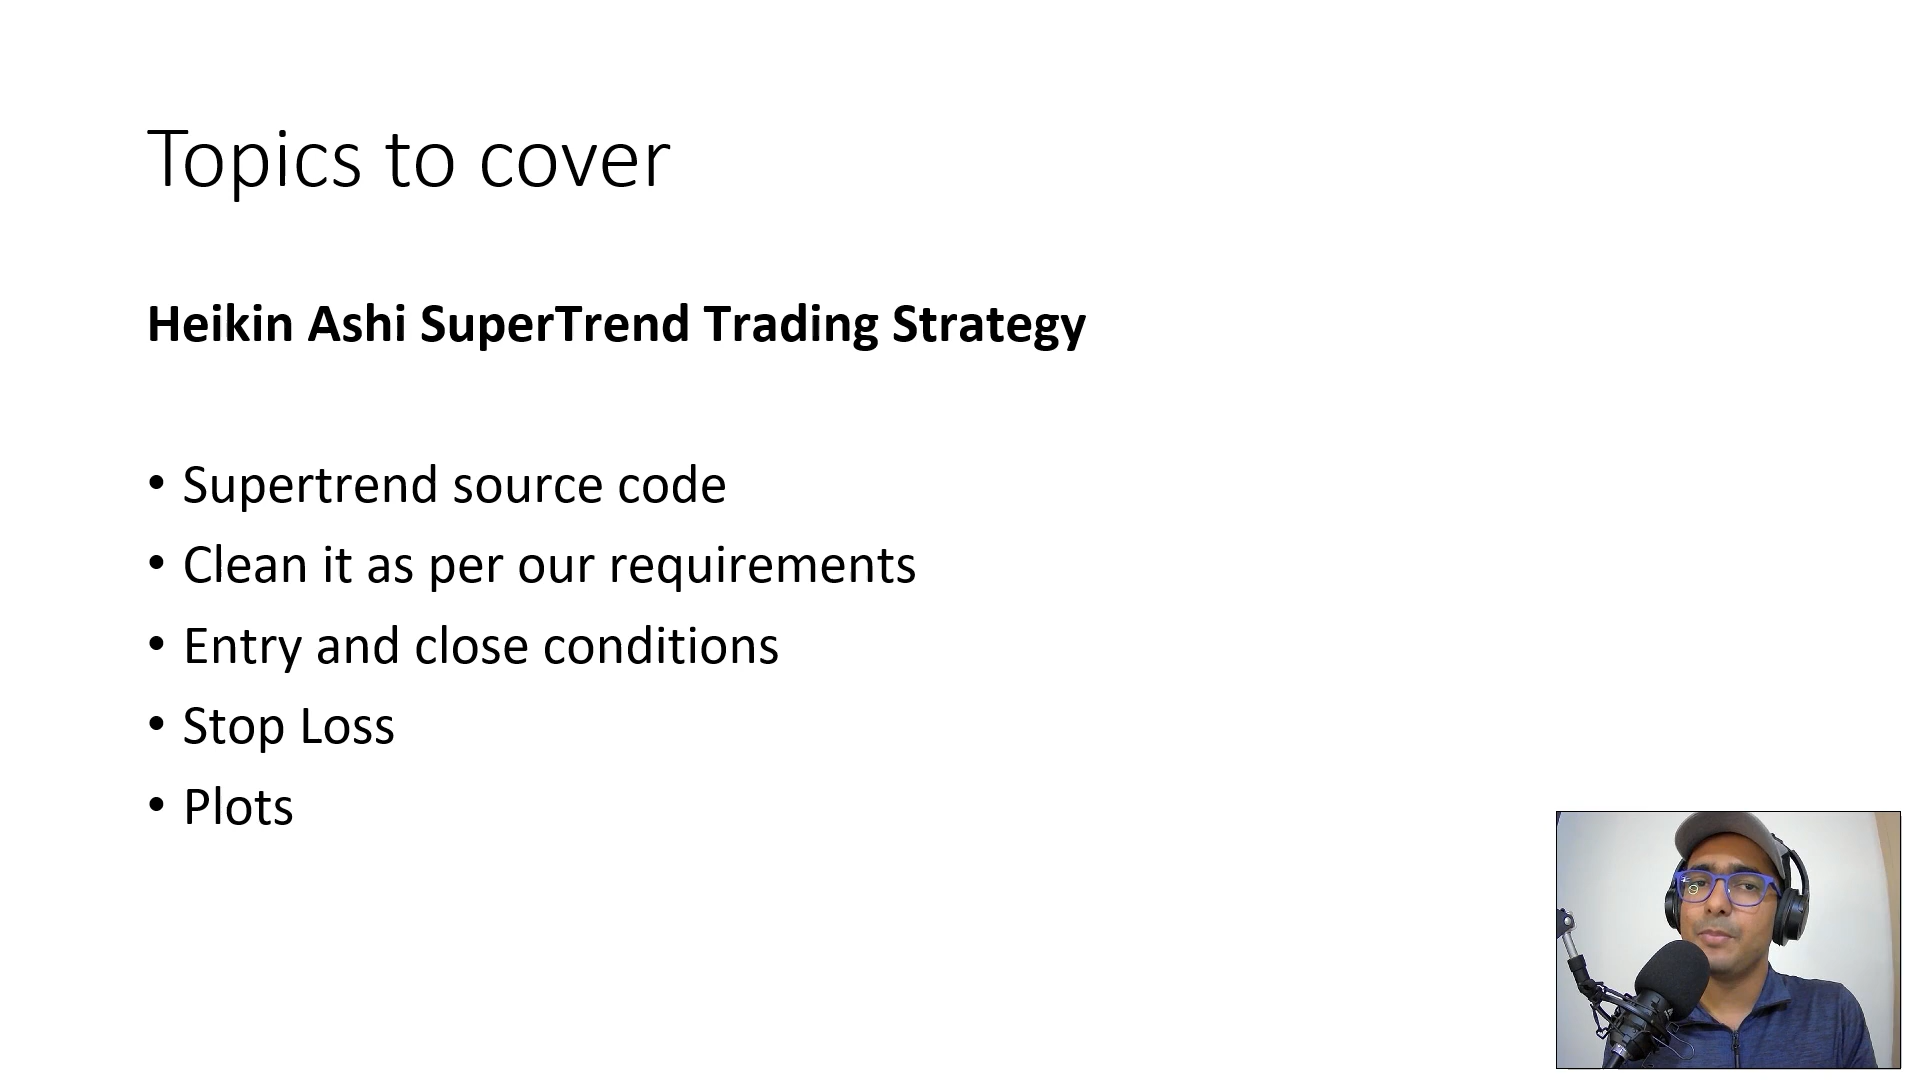 Topics to cover
Heikin Ashi SuperTrend Trading Strategy
• Supertrend source code
• Clean it as per our requirements
• Entry and close conditions
• Stop Loss
• Plots